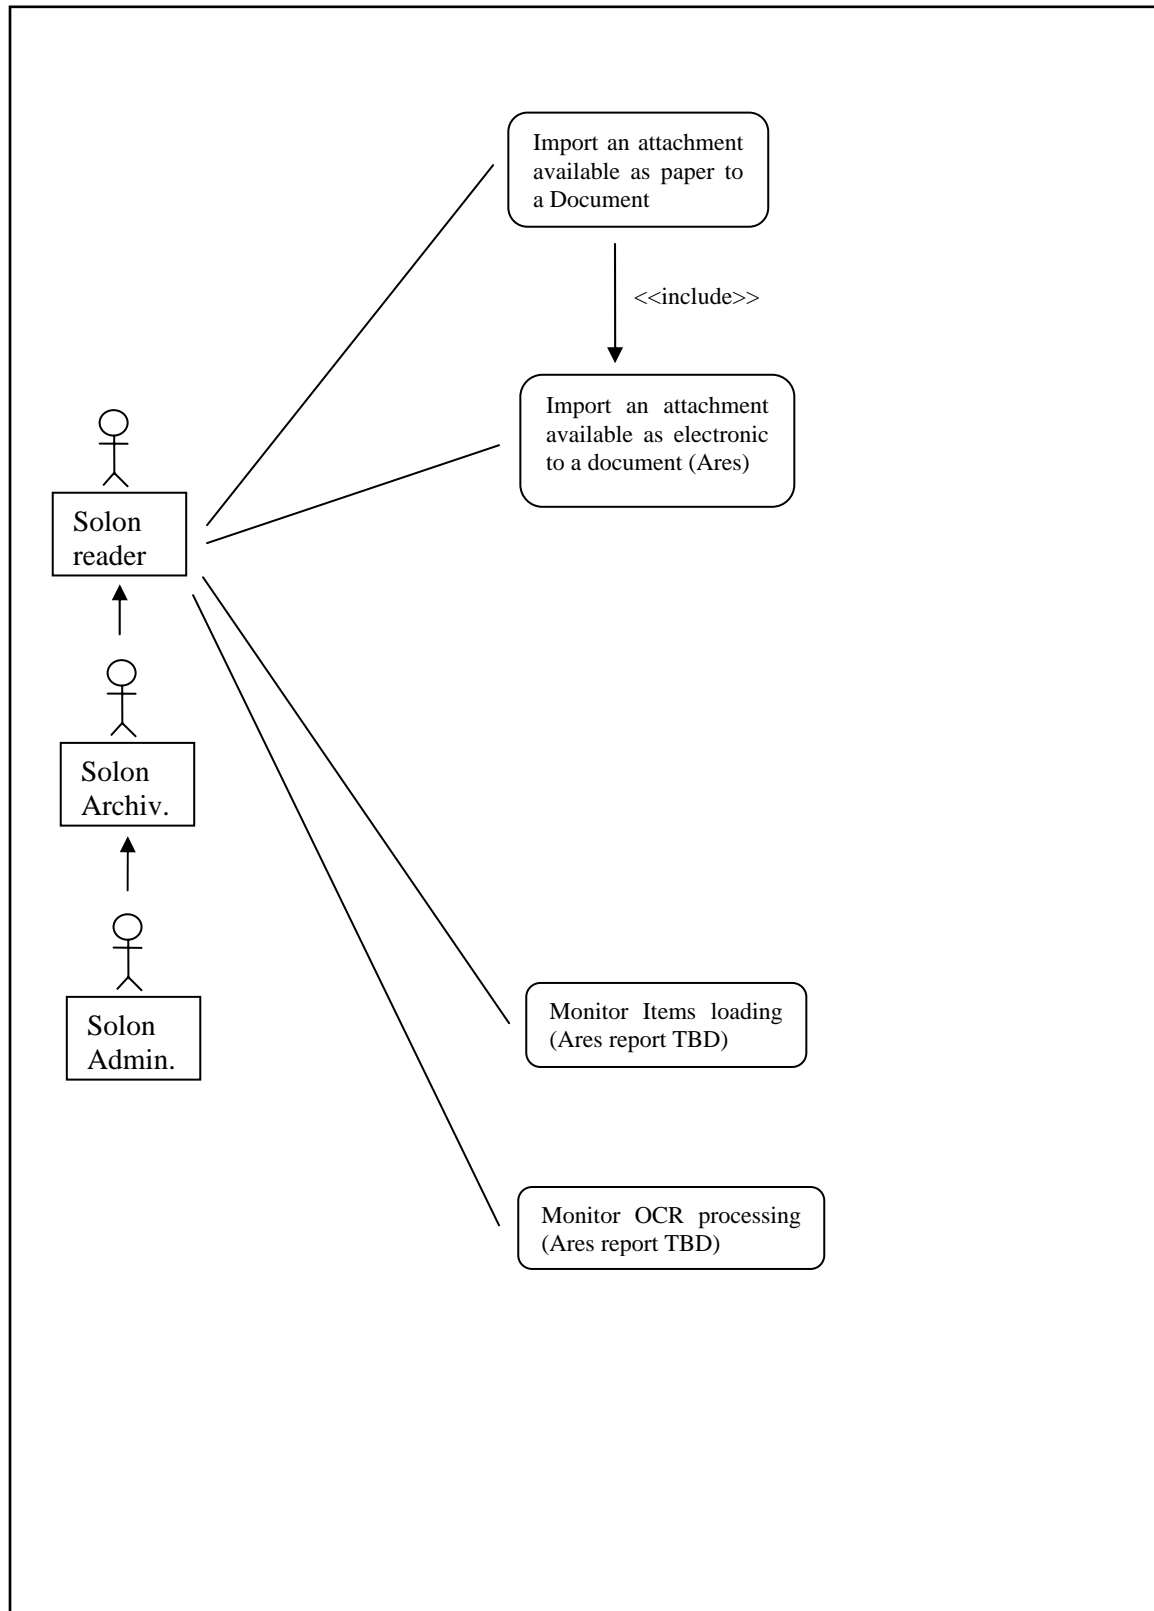 Import an attachment
available as paper to
a Document
<<include>>
Import an attachment
available as electronic
to a document (Ares)
Solon
reader
Solon
Archiv.
Solon
Admin.
Monitor Items loading
(Ares report TBD)
Monitor OCR processing
(Ares report TBD)